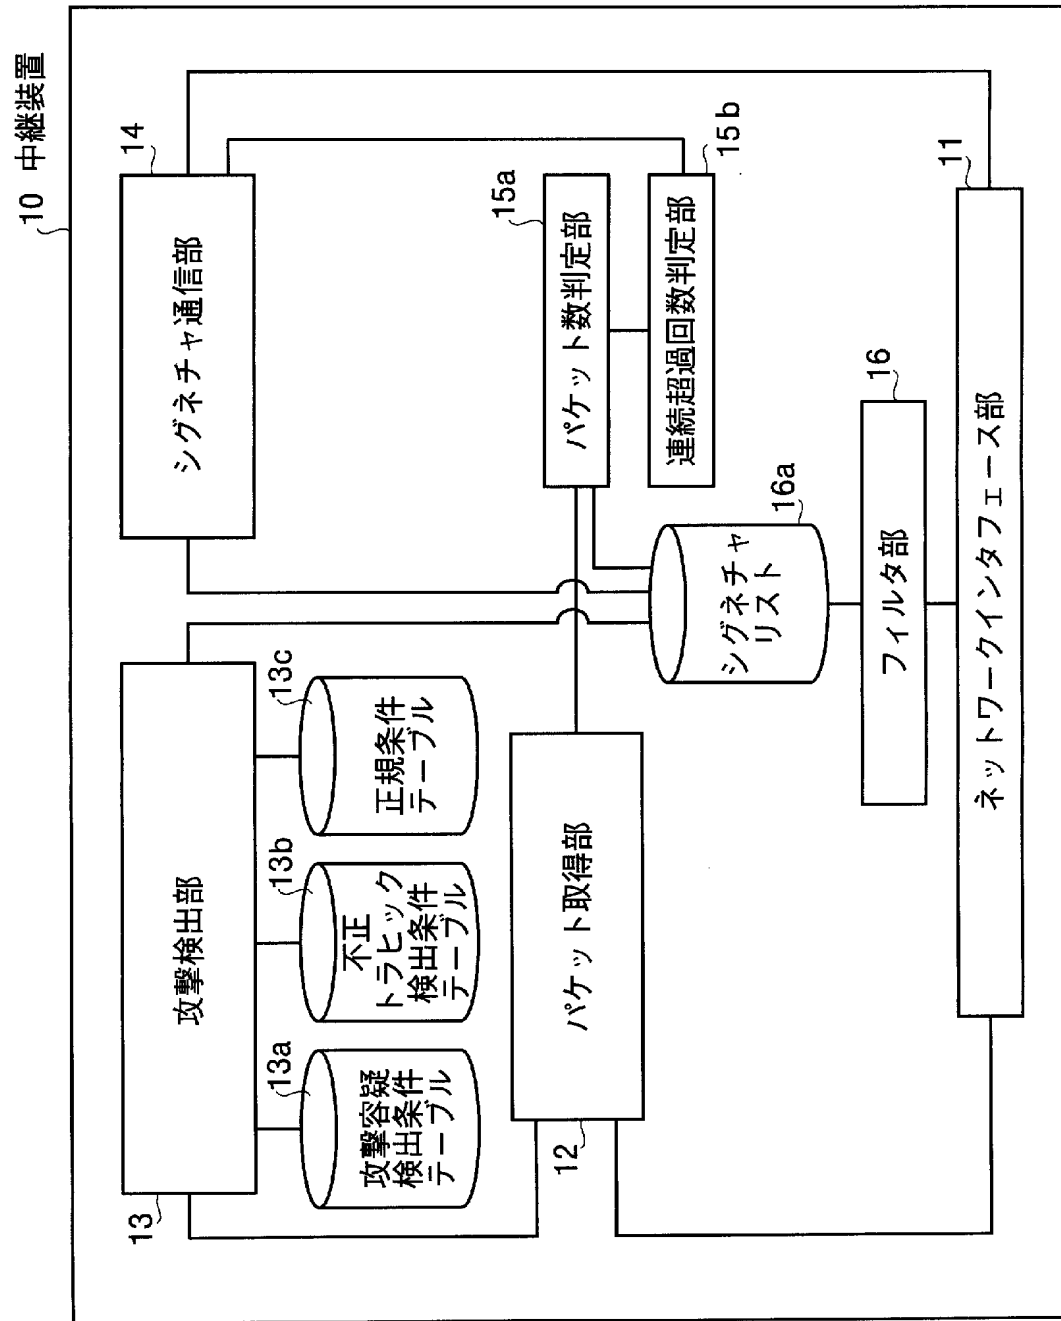 10 中継装置
13
攻撃検出部
14
シグネチャ通信部
13a
攻撃容疑
検出条件
テーブル
13b
不正
トラヒック
検出条件
テーブル
13c
正規条件
テーブル
15a
パケット数判定部
15b
連続超過回数判定部
12
パケット取得部
16a
シグネチャ
リスト
16
フィルタ部
11
ネットワークインタフェース部